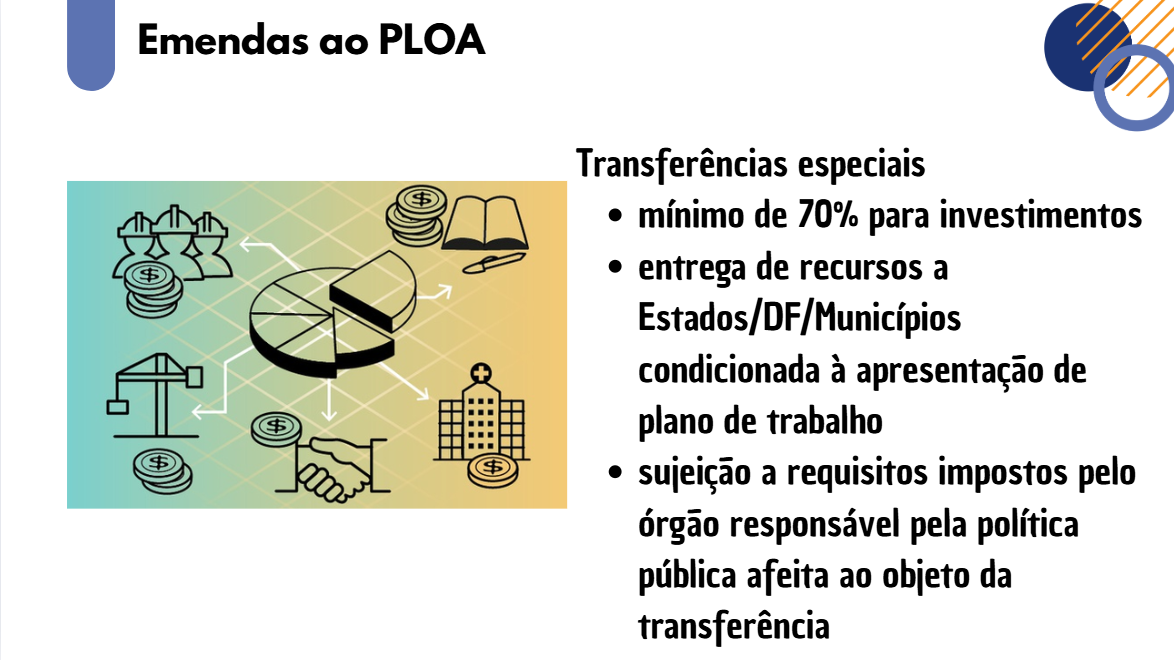 Emendas ao PLOA
Transferências especiais
• mínimo de 70% para investimentos
• entrega de recursos a
Estados/DF/Municípios
condicionada à apresentação de
plano de trabalho
• sujeição a requisitos impostos pelo
órgão responsável pela política
pública afeita ao objeto da
transferência
$
$
$
$
$